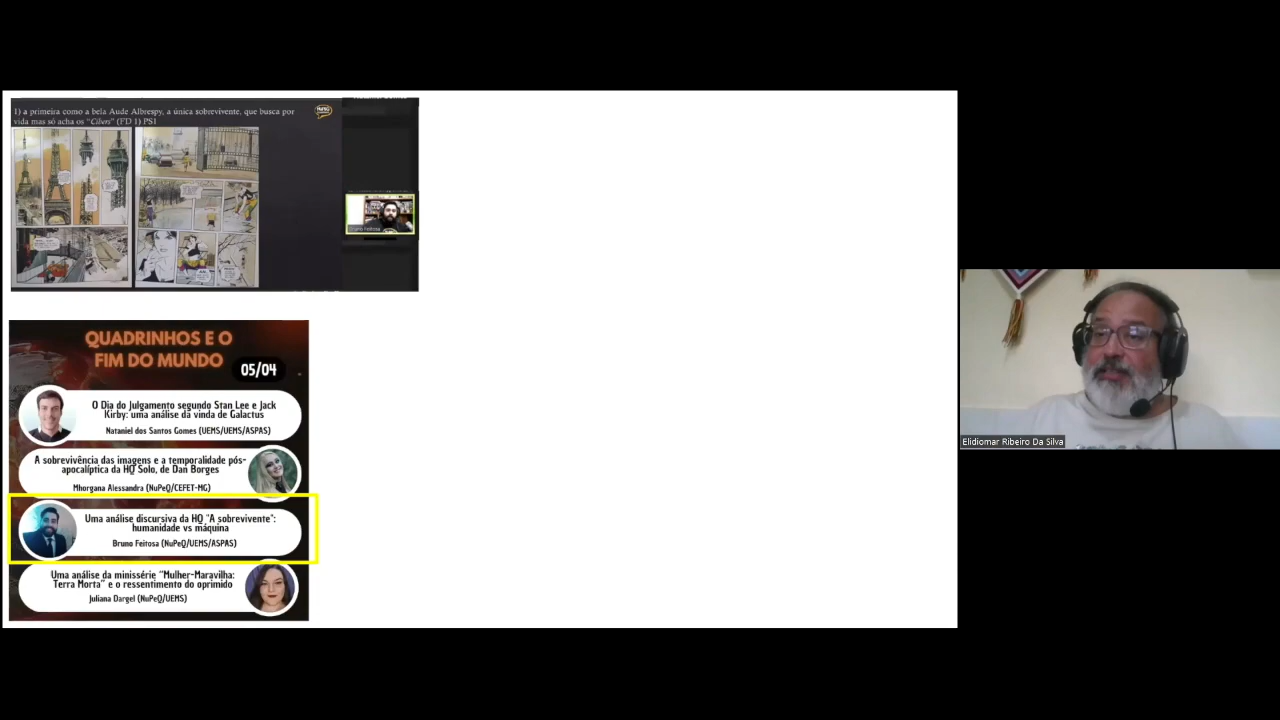 1) a primeira como a bela Aude Albrespy, a única sobrevivente, que busca por
vida mas só acha os "Cibers" (FD 1) PS1
QUADRINHOS E O
FIM DO MUNDO
05/04
O Dia do Julgamento segundo Stan Lee e Jack
Kirby: uma análise da vinda de Galactus
Nataniel dos Santos Gomes (UEMS/UEMS/ASPAS)
A sobrevivência das imagens e a temporalidade pós-
apocalíptica da HQ Solo, de Dan Borges
Mhorgana Alessandra (NuPeQ/CEFET-MG)
Uma análise discursiva da HQ "A sobrevivente":
humanidade vs máquina
Bruno Feitosa (NuPeQ/UEMS/ASPAS)
Uma análise da minissérie "Mulher-Maravilha:
Terra Morta" e o ressentimento do oprimido
Juliana Dargel (NuPeQ/UEMS)
Elidiomar Ribeiro Da Silva